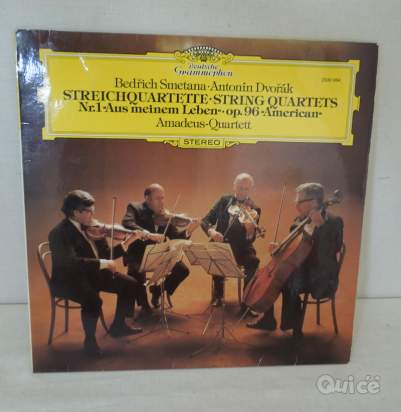 Deutsche
Grammophon
Bedřich Smetana · Antonín Dvořák
STREICHQUARTETTE · STRING QUARTETS
Nr.1 »Aus meinem Leben« · op. 96 »American«
Amadeus-Quartett
STEREO
Quiċë